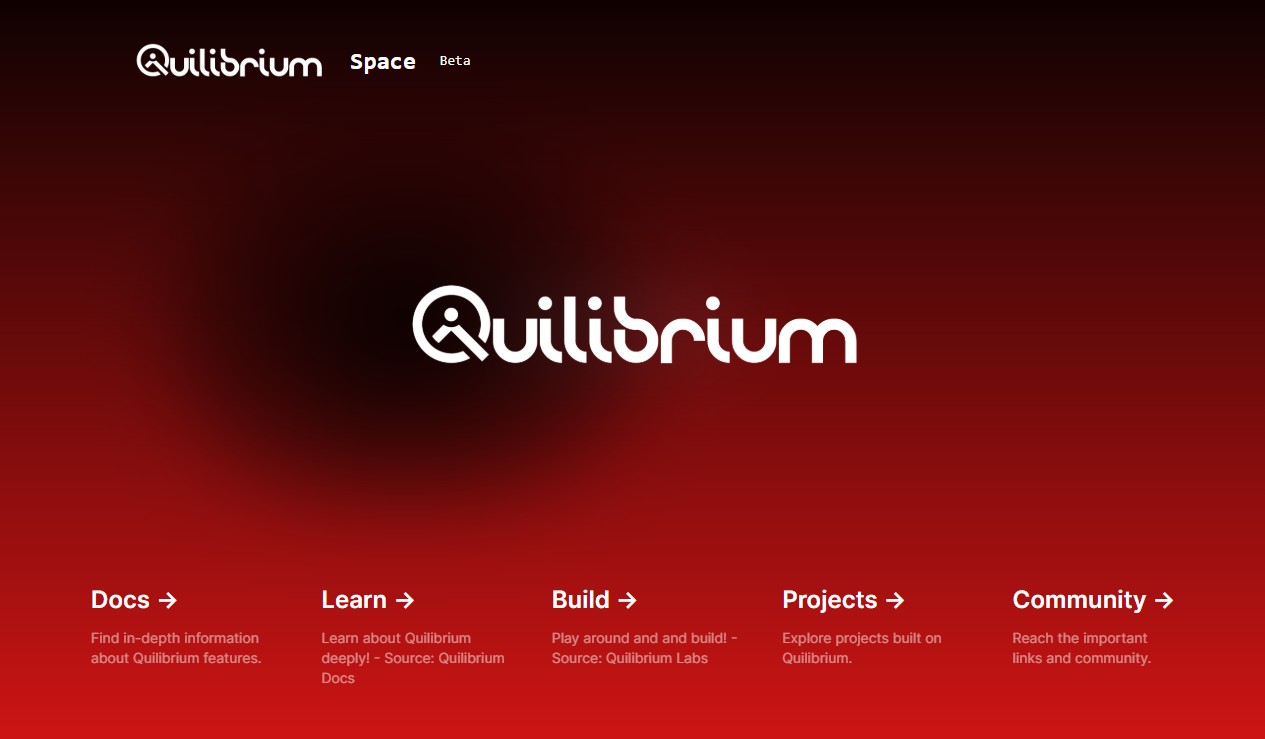 Quilibrium Space Beta
Quilibrium
Docs →
Find in-depth information
about Quilibrium features.
Learn →
Learn about Quilibrium
deeply! - Source: Quilibrium
Docs
Build →
Play around and and build! -
Source: Quilibrium Labs
Projects →
Explore projects built on
Quilibrium.
Community →
Reach the important
links and community.